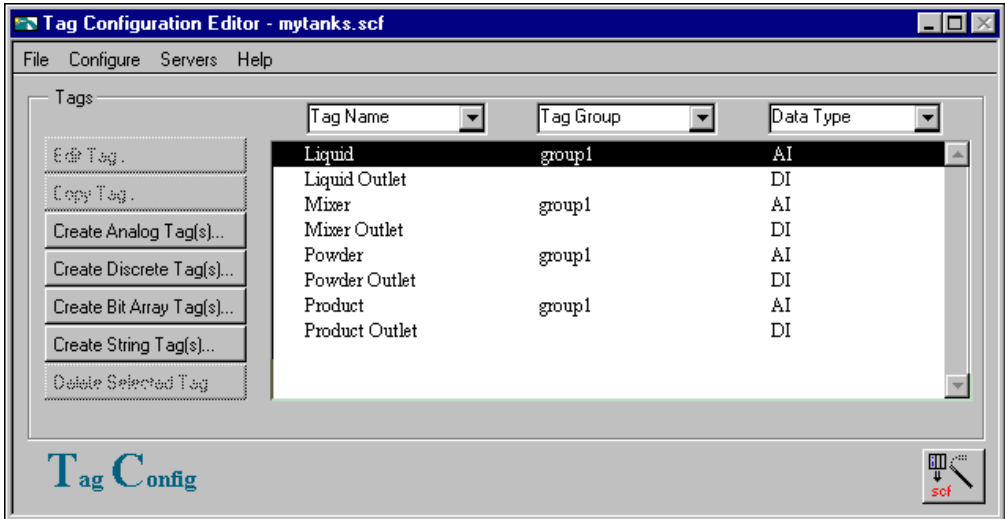 Tag Configuration Editor - mytanks.scf
File Configure Servers Help
Tags
Tag Name Tag Group Data Type
Edit Tag .
Copy Tag .
Create Analog Tag(s)...
Create Discrete Tag(s)...
Create Bit Array Tag(s)...
Create String Tag(s)...
Delete Selected Tag
Liquid group1 AI
Liquid Outlet DI
Mixer group1 AI
Mixer Outlet DI
Powder group1 AI
Powder Outlet DI
Product group1 AI
Product Outlet DI
Tag Config
scf